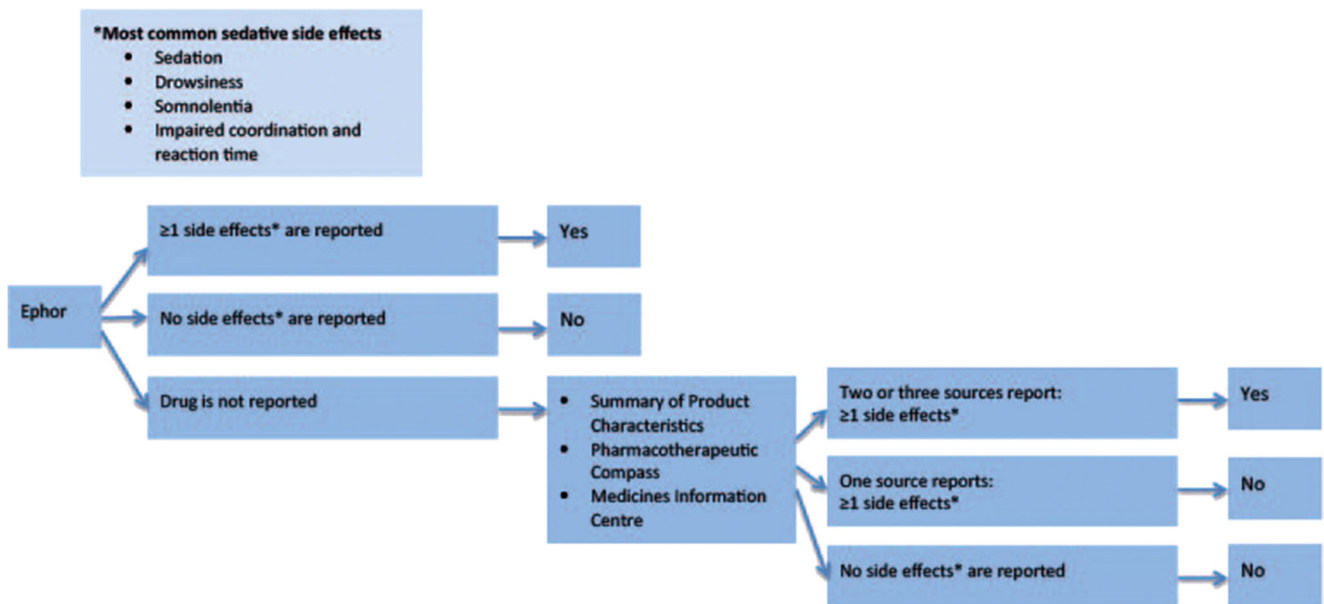 *Most common sedative side effects
• Sedation
• Drowsiness
• Somnolentia
• Impaired coordination and
reaction time
≥1 side effects* are reported
Yes
Ephor
No side effects* are reported
No
Drug is not reported
• Summary of Product
Characteristics
• Pharmacotherapeutic
Compass
• Medicines Information
Centre
Two or three sources report:
≥1 side effects*
Yes
One source reports:
≥1 side effects*
No
No side effects* are reported
No